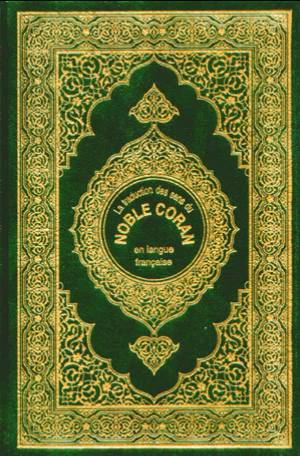 La traduction des sens du
NOBLE CORAN
en langue
française